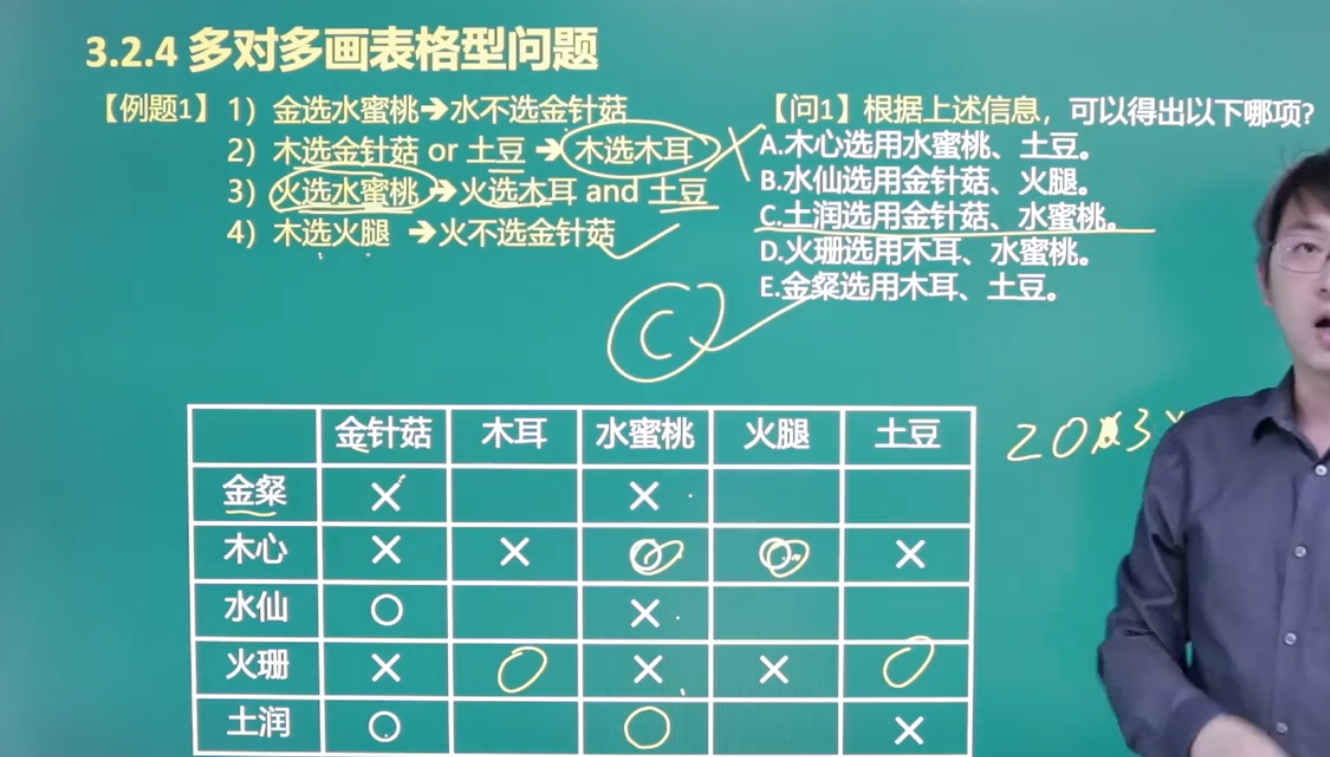 3.2.4 多对多画表格型问题
【例题1】1）金选水蜜桃➔水不选金针菇
2）木选金针菇 or 土豆 ➔木选木耳
3）火选水蜜桃 ➔火选木耳 and 土豆
4）木选火腿 ➔火不选金针菇
【问1】根据上述信息，可以得出以下哪项?
A.木心选用水蜜桃、土豆。
B.水仙选用金针菇、火腿。
C.土润选用金针菇、水蜜桃。
D.火珊选用木耳、水蜜桃。
E.金粲选用木耳、土豆。
C
金针菇 木耳 水蜜桃 火腿 土豆
金粲 × ×
木心 × × ○ ○ ×
水仙 ○ ×
火珊 × ○ × × ○
土润 ○ ○ ×